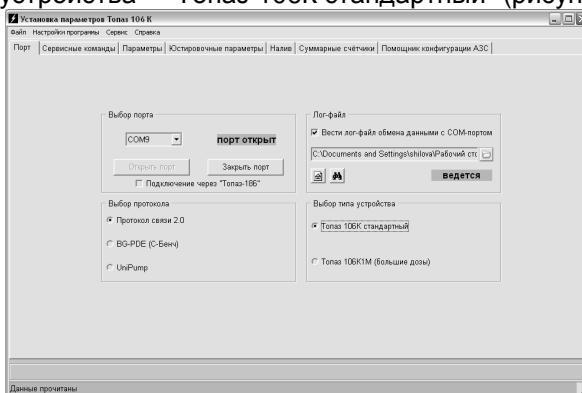 устройства – "Топаз-106К стандартный" (рисун
Установка параметров Топаз 106 К
Файл Настройки программы Сервис Справка
Порт Сервисные команды Параметры Юстировочные параметры Налив Суммарные счётчики Помощник конфигурации АЗС
Выбор порта
COM9 порт открыт
Открыть порт Закрыть порт
Подключение через "Топаз-186"
Лог-файл
Вести лог-файл обмена данными с COM-портом
C:\Documents and Settings\shilova\Рабочий стс
ведется
Выбор протокола
Протокол связи 2.0
BG-PDE (С-Бенч)
UniPump
Выбор типа устройства
Топаз 106К стандартный
Топаз 106К1М (большие дозы)
Данные прочитаны